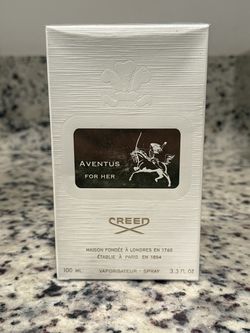 AVENTUS
FOR HER
CREED
MAISON FONDÉE À LONDRES EN 1760
ÉTABLIE À PARIS EN 1854
100 ML VAPORISATEUR - SPRAY 3.3 FL.OZ